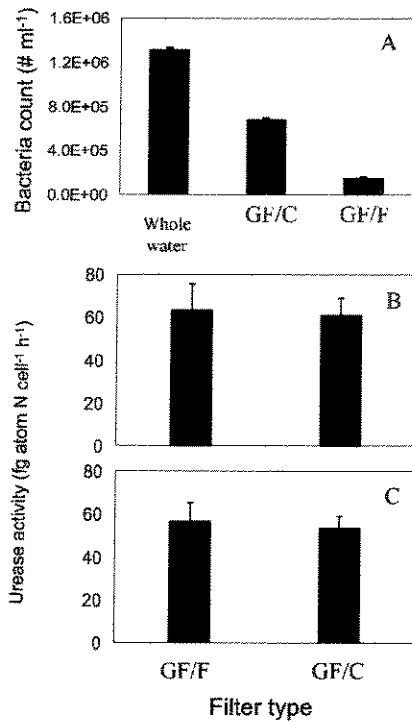 Bacteria count (# ml-1)
1.6E+06
1.2E+06
8.0E+05
4.0E+05
0.0E+00
A
Whole water
GF/C
GF/F
Urease activity (fg atom N cell-1 h-1)
80
60
40
20
0
B
80
60
40
20
0
C
GF/F
GF/C
Filter type